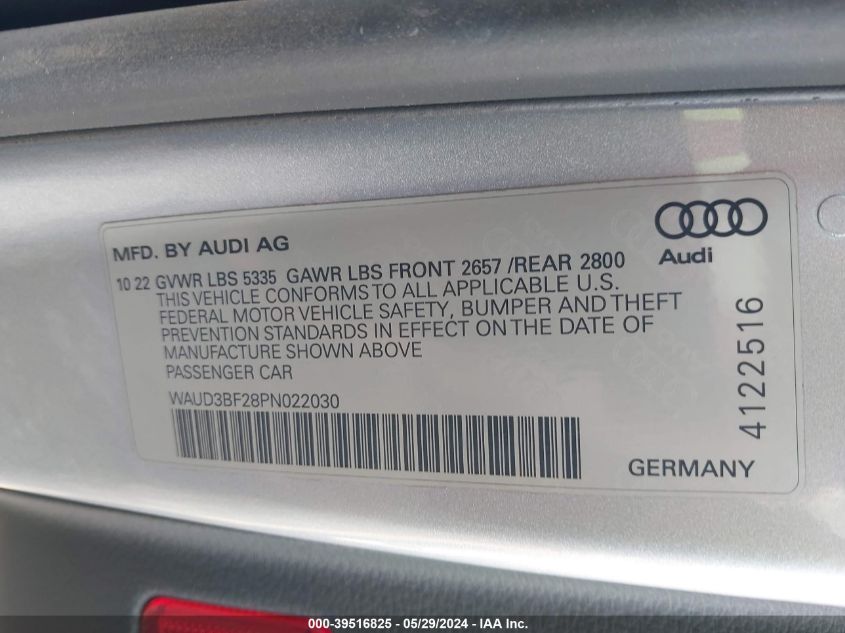 MFD. BY AUDI AG
Audi
10 22 GVWR LBS 5335 GAWR LBS FRONT 2657 /REAR 2800
THIS VEHICLE CONFORMS TO ALL APPLICABLE U.S.
FEDERAL MOTOR VEHICLE SAFETY, BUMPER AND THEFT
PREVENTION STANDARDS IN EFFECT ON THE DATE OF
MANUFACTURE SHOWN ABOVE
PASSENGER CAR
WAUD3BF28PN022030
4122516
GERMANY
000-39516825 - 05/29/2024 - IAA Inc.